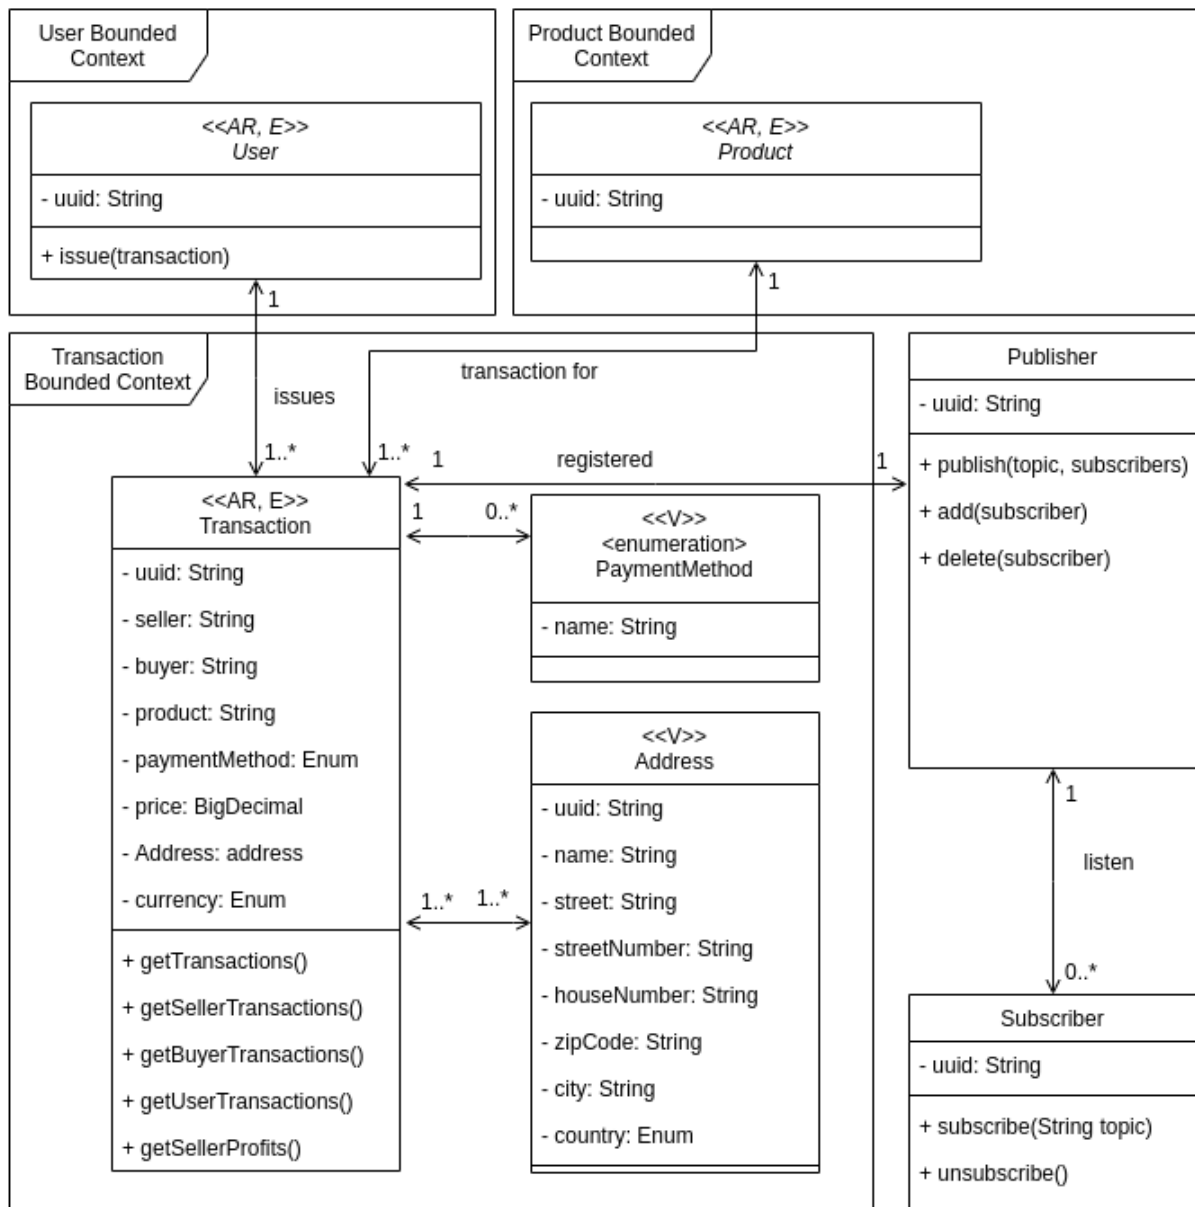 User Bounded
Context
<<AR, E>>
User
- uuid: String
+ issue(transaction)
1
Product Bounded
Context
<<AR, E>>
Product
- uuid: String
1
Transaction
Bounded Context
issues
transaction for
1..*
1..*
1
registered
1
<<AR, E>>
Transaction
- uuid: String
- seller: String
- buyer: String
- product: String
- paymentMethod: Enum
- price: BigDecimal
- Address: address
- currency: Enum
+ getTransactions()
+ getSellerTransactions()
+ getBuyerTransactions()
+ getUserTransactions()
+ getSellerProfits()
1
0..*
<<V>>
<enumeration>
PaymentMethod
- name: String
1..*
1..*
<<V>>
Address
- uuid: String
- name: String
- street: String
- streetNumber: String
- houseNumber: String
- zipCode: String
- city: String
- country: Enum
Publisher
- uuid: String
+ publish(topic, subscribers)
+ add(subscriber)
+ delete(subscriber)
1
listen
0..*
Subscriber
- uuid: String
+ subscribe(String topic)
+ unsubscribe()